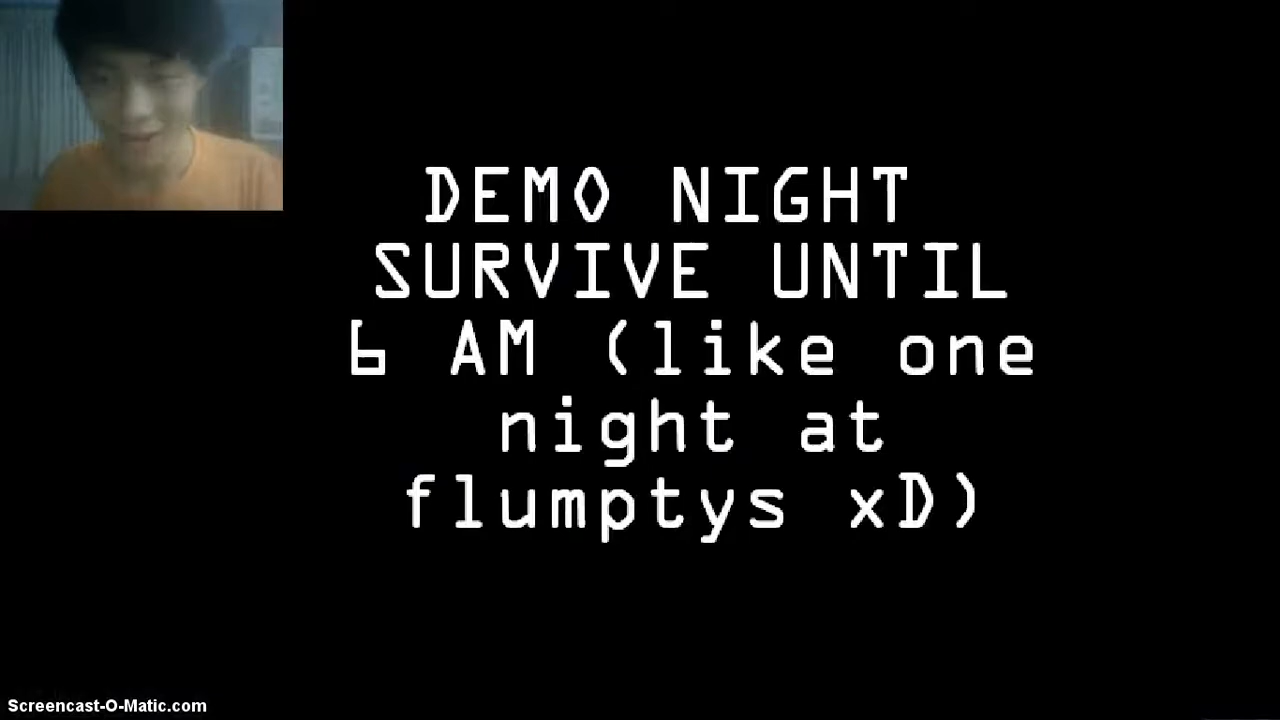 DEMO NIGHT
SURVIVE UNTIL
6 AM (like one
night at
flumptys xD)
Screencast-O-Matic.com